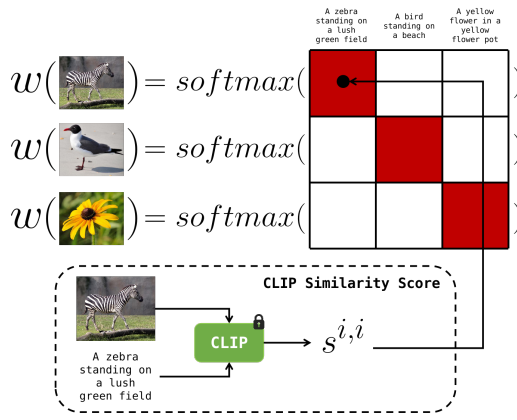 A zebra
standing on
a lush
green field
A bird
standing on
a beach
A yellow
flower in a
yellow
flower pot
w( ) = softmax( )
w( ) = softmax( )
w( ) = softmax( )
CLIP Similarity Score
A zebra
standing on
a lush
green field
CLIP
s^{i,i}